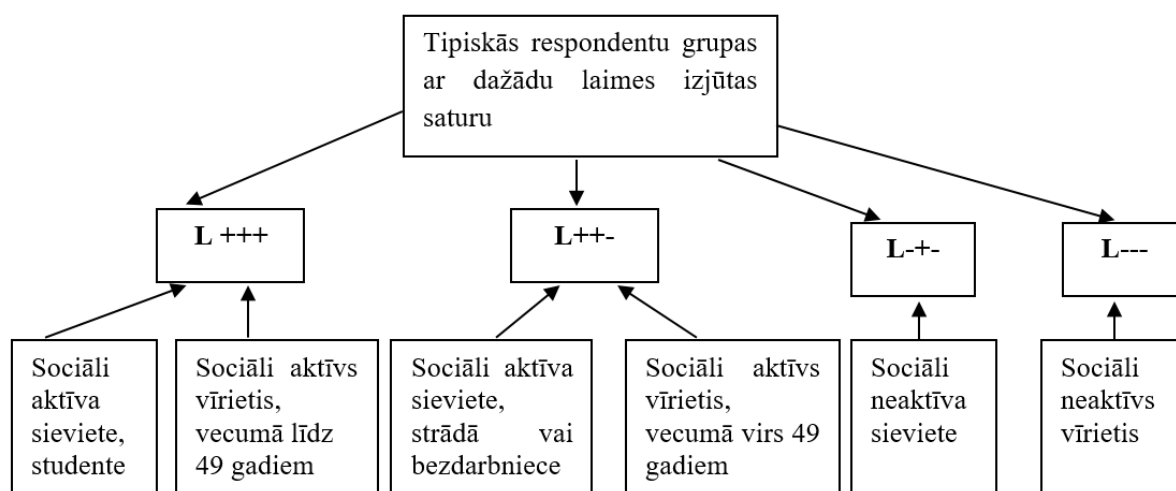 Tipiskās respondentu grupas
ar dažādu laimes izjūtas
saturu
L +++
L++-
L-+-
L---
Sociāli
aktīva
sieviete,
studente
Sociāli aktīvs
vīrietis,
vecumā līdz
49 gadiem
Sociāli aktīva
sieviete,
strādā vai
bezdarbniece
Sociāli aktīvs
vīrietis,
vecumā virs 49
gadiem
Sociāli
neaktīva
sieviete
Sociāli
neaktīvs
vīrietis